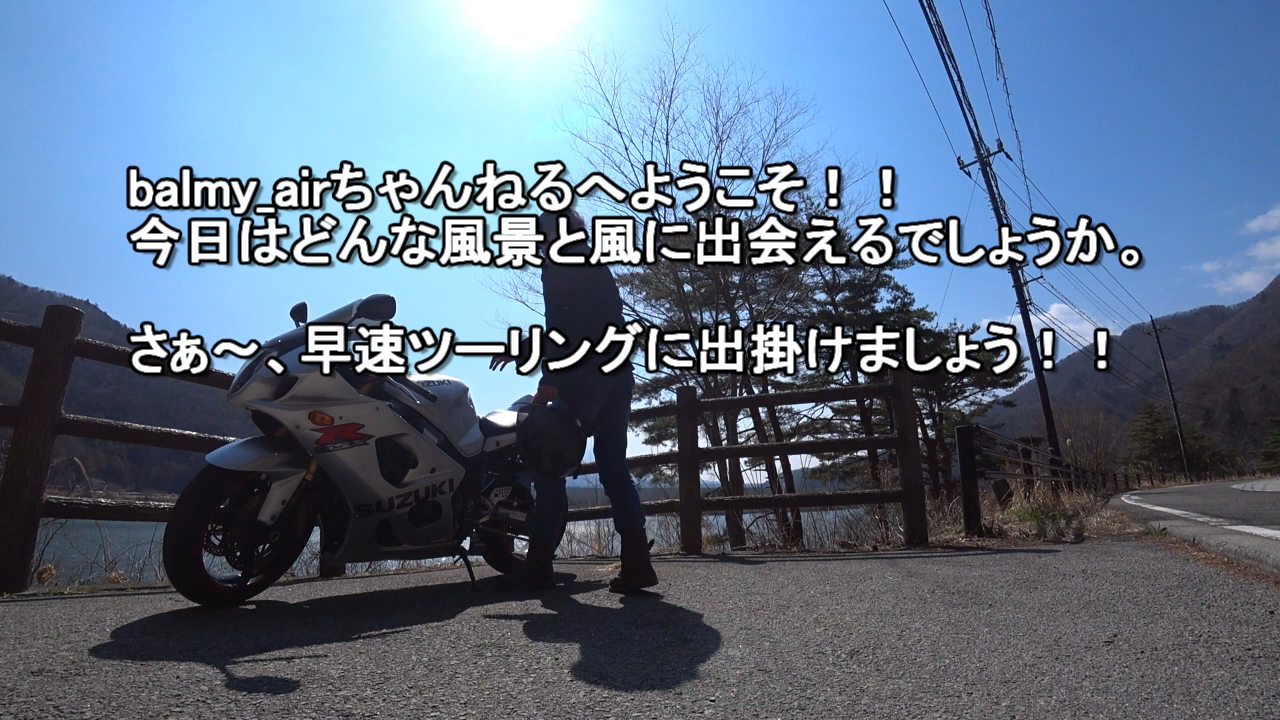 balmy_airちゃんねるへようこそ！！
今日はどんな風景と風に出会えるでしょうか。
さぁ～、早速ツーリングに出掛けましょう！！
SUZUKI
R
SUZUKI